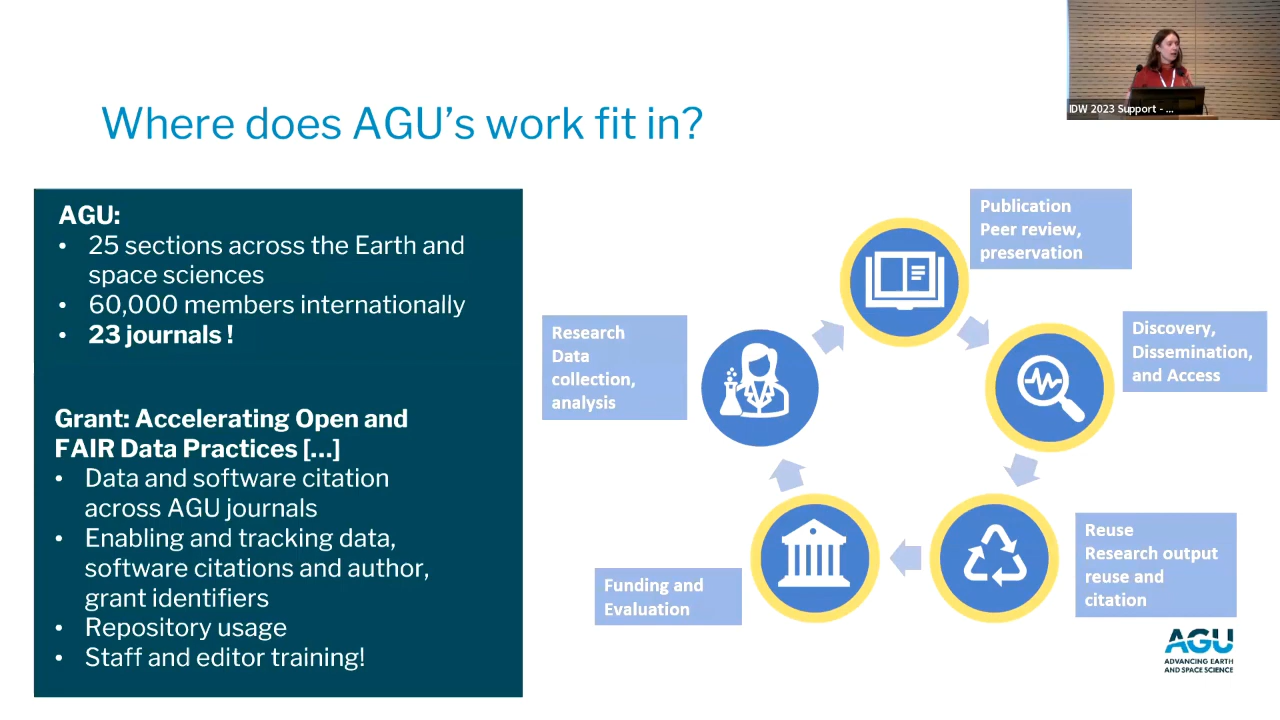 IDW 2023 Support - ...
Where does AGU's work fit in?
AGU:
• 25 sections across the Earth and
space sciences
• 60,000 members internationally
• 23 journals !
Grant: Accelerating Open and
FAIR Data Practices [...]
• Data and software citation
across AGU journals
• Enabling and tracking data,
software citations and author,
grant identifiers
• Repository usage
• Staff and editor training!
Publication
Peer review,
preservation
Discovery,
Dissemination,
and Access
Reuse
Research output
reuse and
citation
Funding and
Evaluation
Research
Data
collection,
analysis
AGU
ADVANCING EARTH
AND SPACE SCIENCE